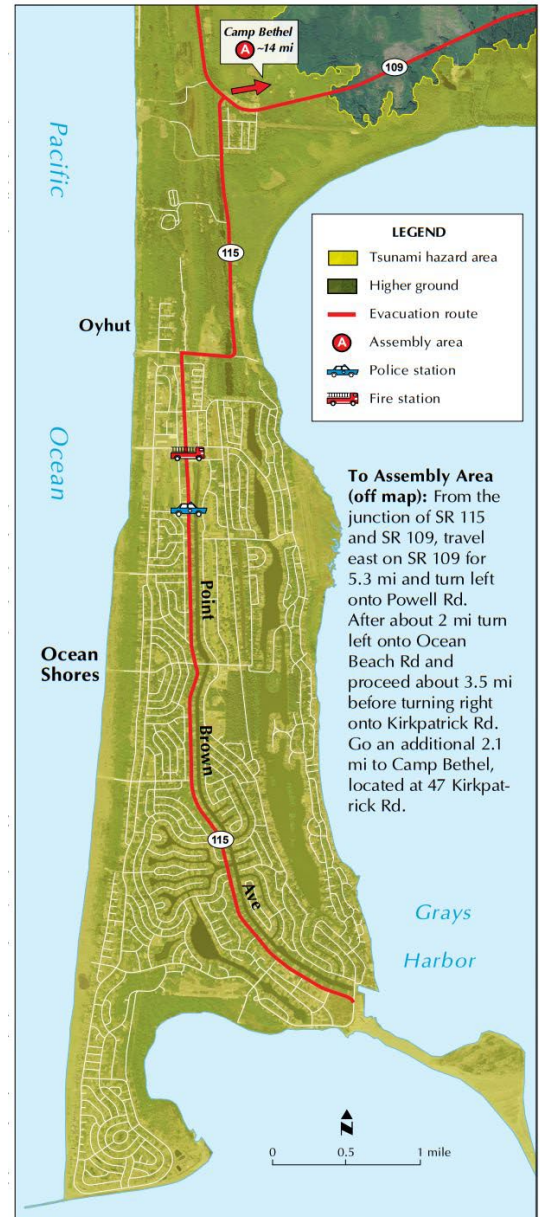 Camp Bethel
A ~14 mi
109
Pacific
Ocean
115
LEGEND
Tsunami hazard area
Higher ground
Evacuation route
A Assembly area
Police station
Fire station
Oyhut
To Assembly Area
(off map): From the
junction of SR 115
and SR 109, travel
east on SR 109 for
5.3 mi and turn left
onto Powell Rd.
After about 2 mi turn
left onto Ocean
Beach Rd and
proceed about 3.5 mi
before turning right
onto Kirkpatrick Rd.
Go an additional 2.1
mi to Camp Bethel,
located at 47 Kirkpat-
rick Rd.
Ocean
Shores
Point
Brown
Ave
115
Grays
Harbor
N
0 0.5 1 mile